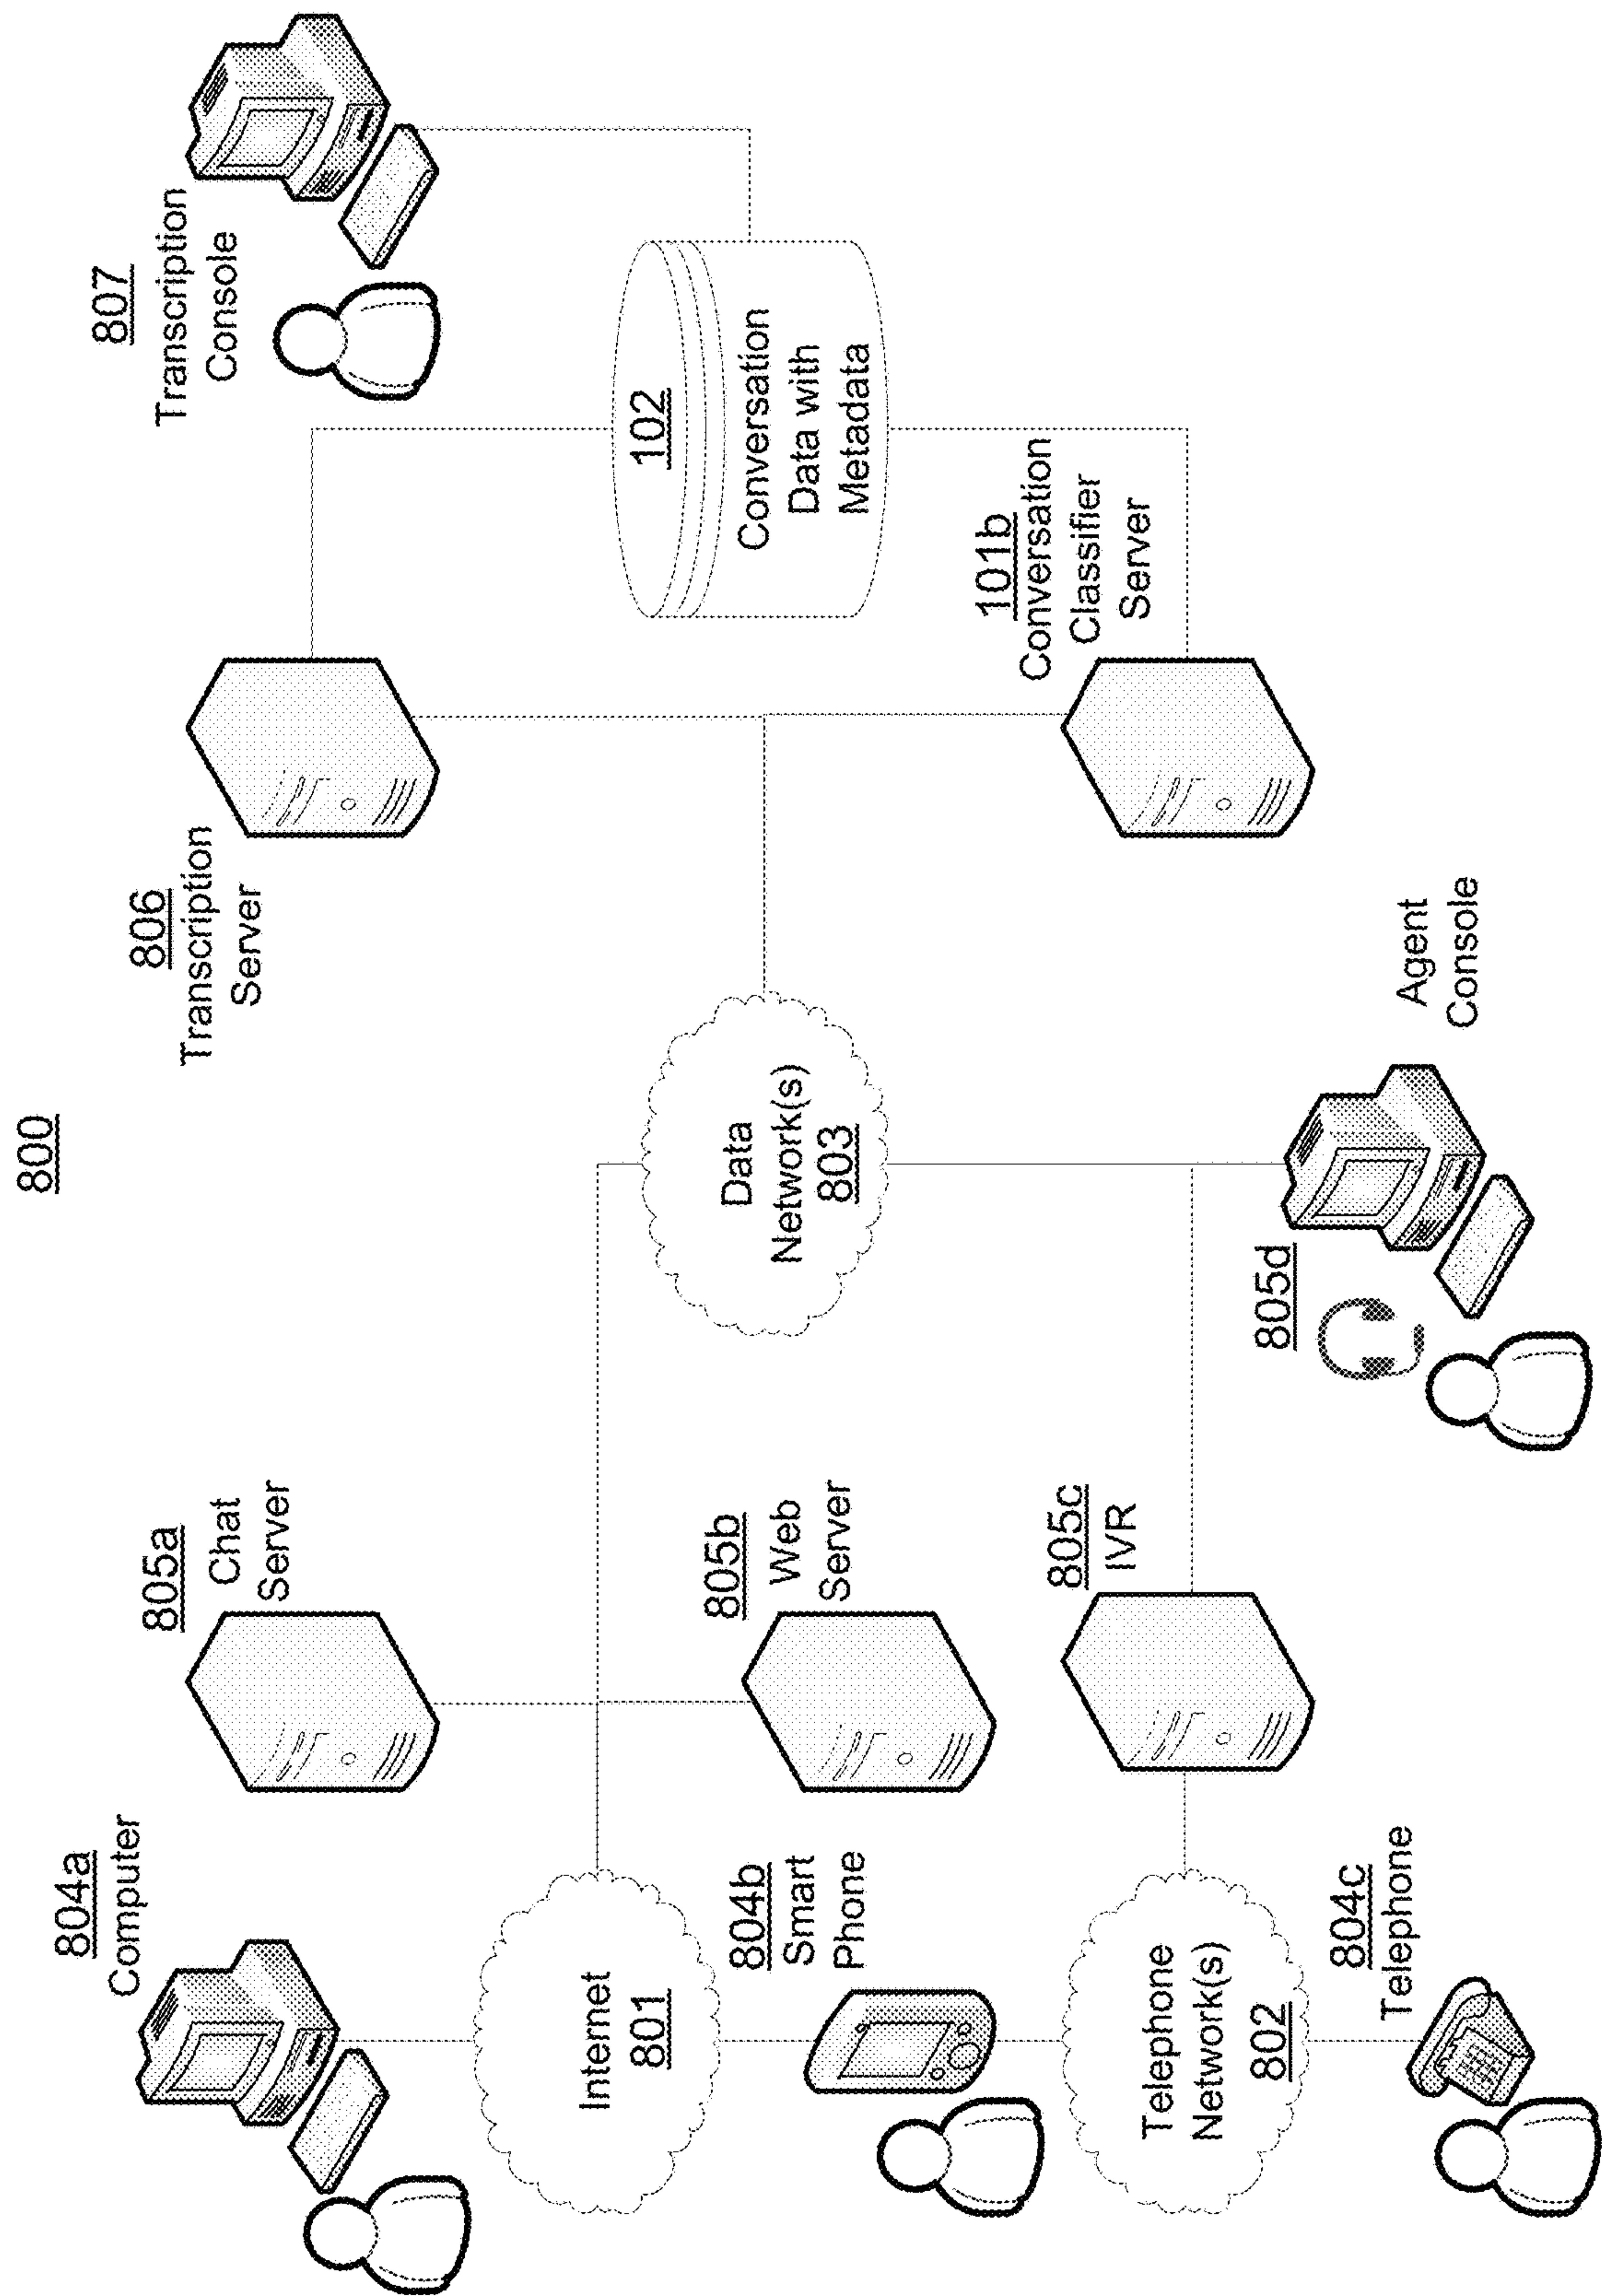 800
804a
Computer
805a
Chat
Server
806
Transcription
Server
807
Transcription
Console
Internet
801
Data
Network(s)
803
102
Conversation
Data with
Metadata
804b
Smart
Phone
805b
Web
Server
101b
Conversation
Classifier
Server
Telephone
Network(s)
802
805c
IVR
805d
Agent
Console
804c
Telephone